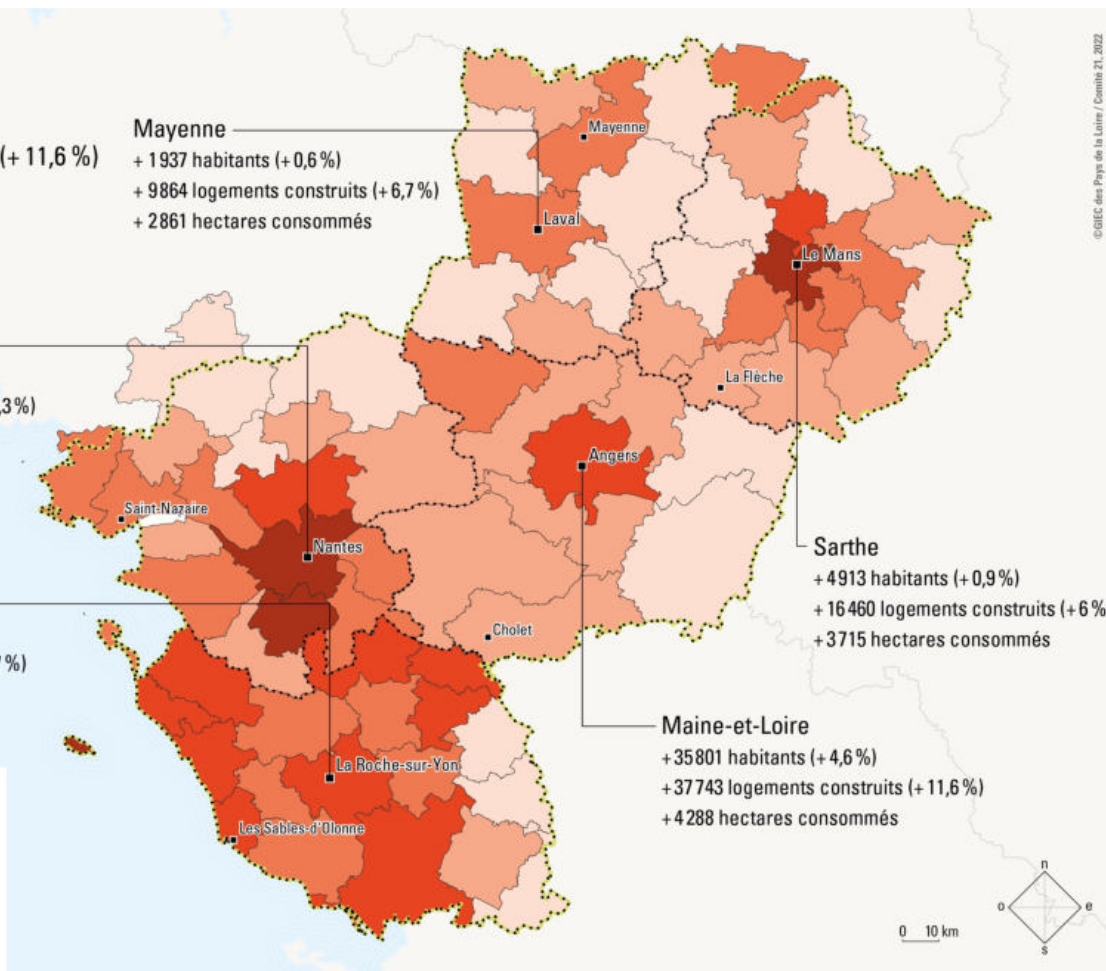 (+ 11,6 %)
Mayenne
+ 1937 habitants (+ 0,6 %)
+ 9864 logements construits (+ 6,7 %)
+ 2861 hectares consommés
©GIEC des Pays de la Loire / Comité 21, 2022
Mayenne
Laval
Le Mans
La Flèche
,3 %)
Angers
Saint-Nazaire
Nantes
Sarthe
+ 4913 habitants (+ 0,9 %)
+ 16 460 logements construits (+ 6 %
+ 3715 hectares consommés
Cholet
%)
Maine-et-Loire
+ 35801 habitants (+ 4,6 %)
+ 37743 logements construits (+ 11,6 %)
+ 4288 hectares consommés
La Roche-sur-Yon
Les Sables-d'Olonne
n
o
e
s
0 10 km